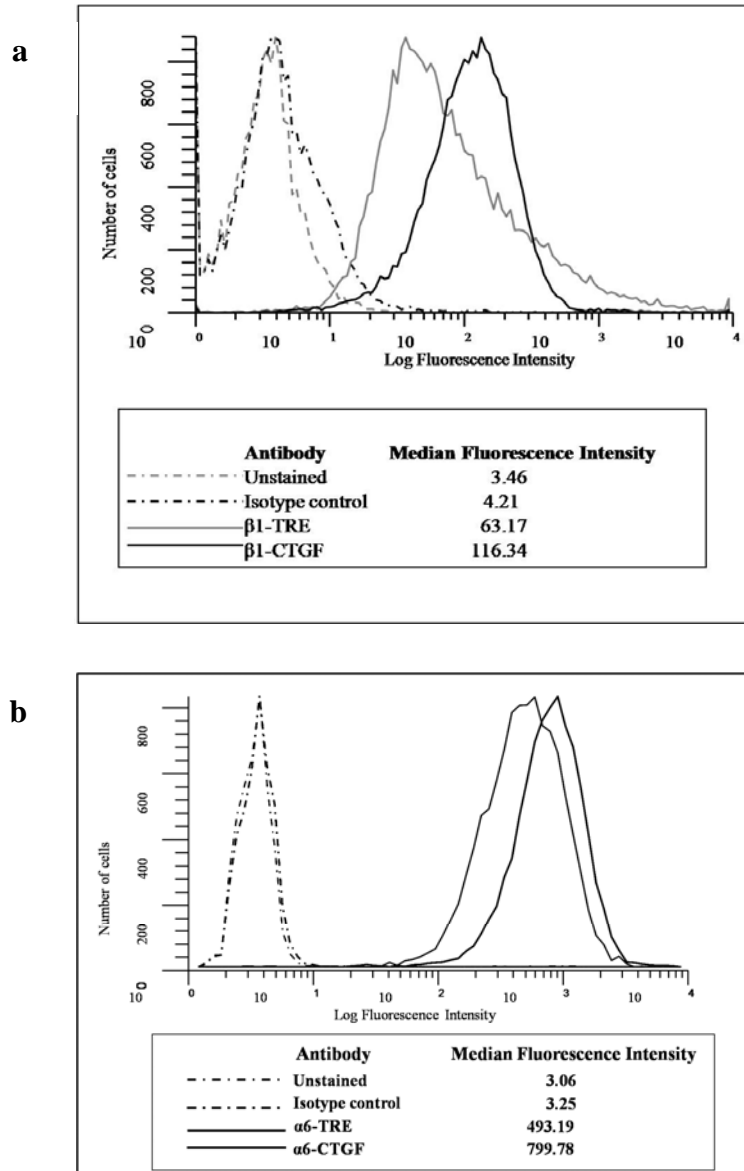 a
800
600
400
200
0
Number of cells
10 0 10 1 10 2 10 3 10 4
Log Fluorescence Intensity
Antibody Median Fluorescence Intensity
Unstained 3.46
Isotype control 4.21
β1-TRE 63.17
β1-CTGF 116.34
b
800
600
400
200
0
Number of cells
10 0 10 1 10 2 10 3 10 4
Log Fluorescence Intensity
Antibody Median Fluorescence Intensity
Unstained 3.06
Isotype control 3.25
α6-TRE 493.19
α6-CTGF 799.78